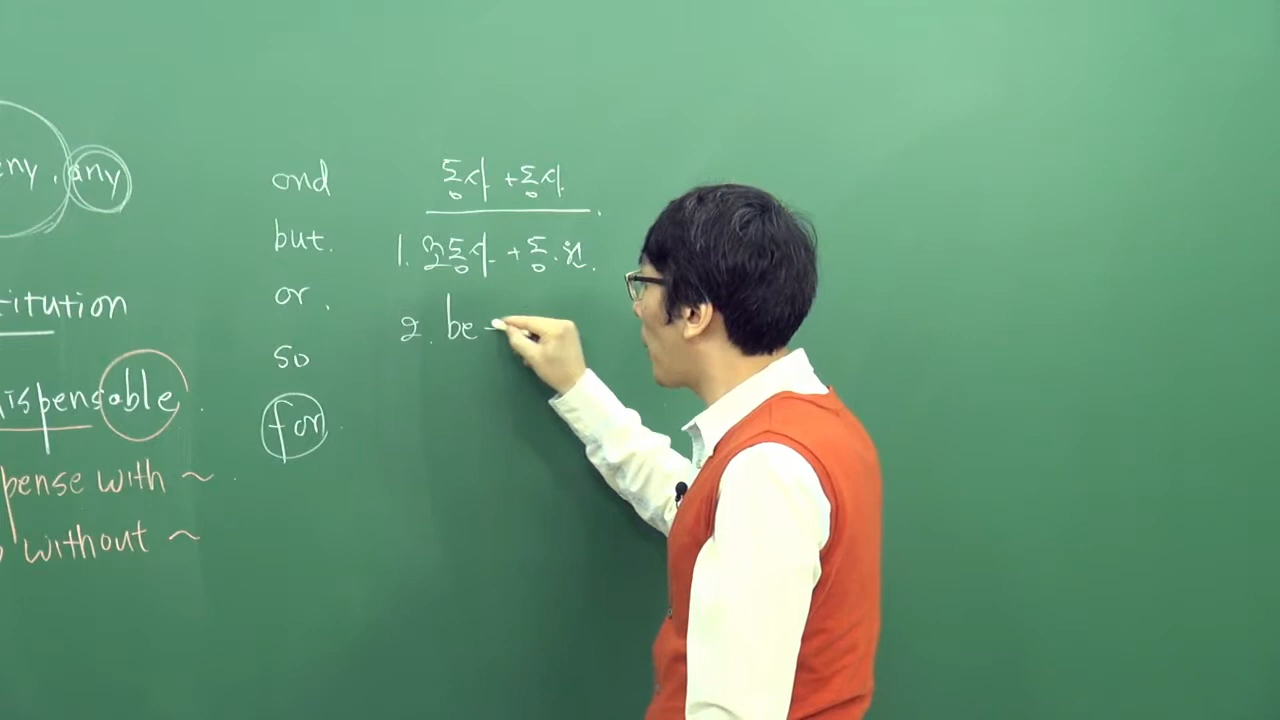 eny, any
titution
ispensable.
pense with ~
without ~
and
but.
or.
so
for.
동사 + 동사.
1. 조동사 + 동.원.
2. be